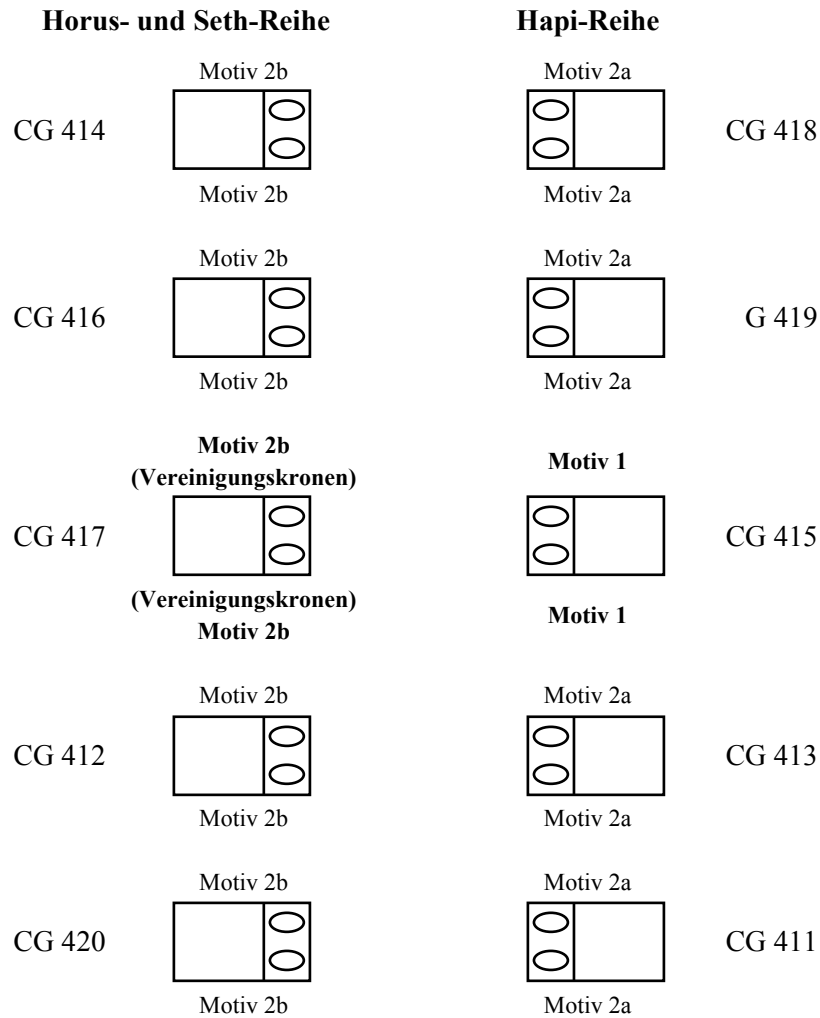 Horus- und Seth-Reihe Hapi-Reihe
Motiv 2b Motiv 2a
CG 414 CG 418
Motiv 2b Motiv 2a
Motiv 2b Motiv 2a
CG 416 G 419
Motiv 2b Motiv 2a
Motiv 2b
(Vereinigungskronen) Motiv 1
CG 417 CG 415
(Vereinigungskronen) Motiv 1
Motiv 2b
Motiv 2b Motiv 2a
CG 412 CG 413
Motiv 2b Motiv 2a
Motiv 2b Motiv 2a
CG 420 CG 411
Motiv 2b Motiv 2a